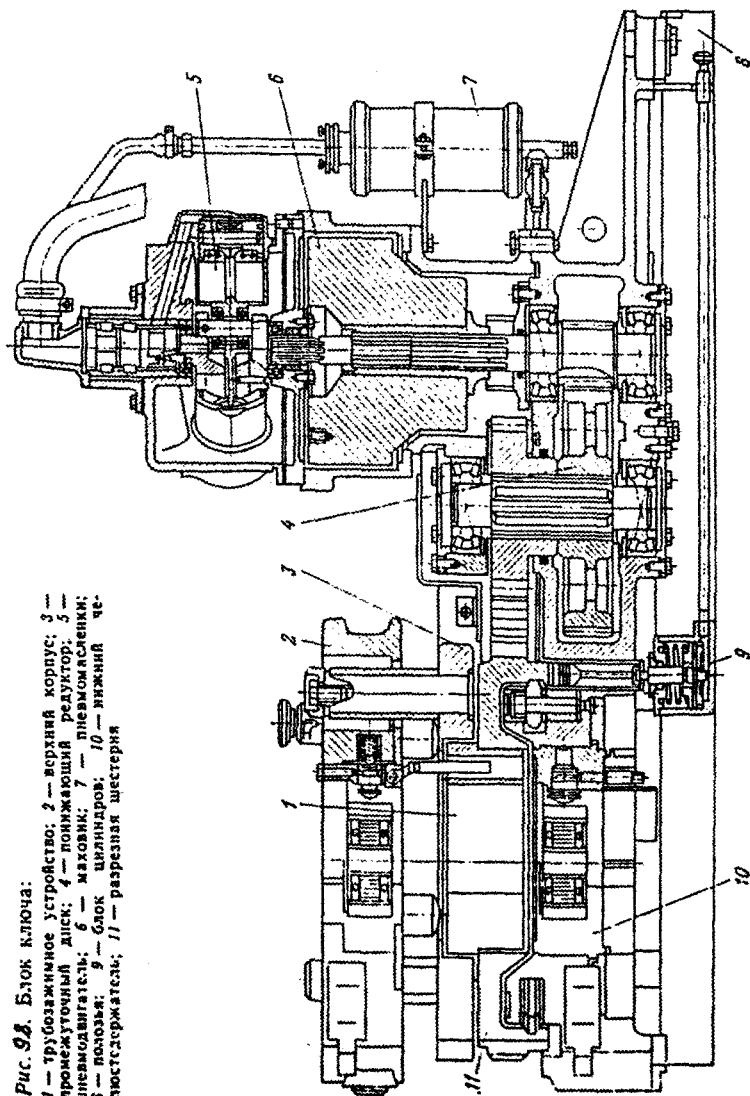 Рис. 9.8. Блок ключа:
1 — трубозажимное устройство; 2 — верхний корпус; 3 —
промежуточный диск; 4 — понижающий редуктор; 5 —
пневмодвигатель; 6 — маховик; 7 — пневмомасленки;
8 — полозья; 9 — блок цилиндров; 10 — нижний че-
люстедержатель; 11 — разрезная шестерня
1
2
3
4
5
6
7
8
9
10
11